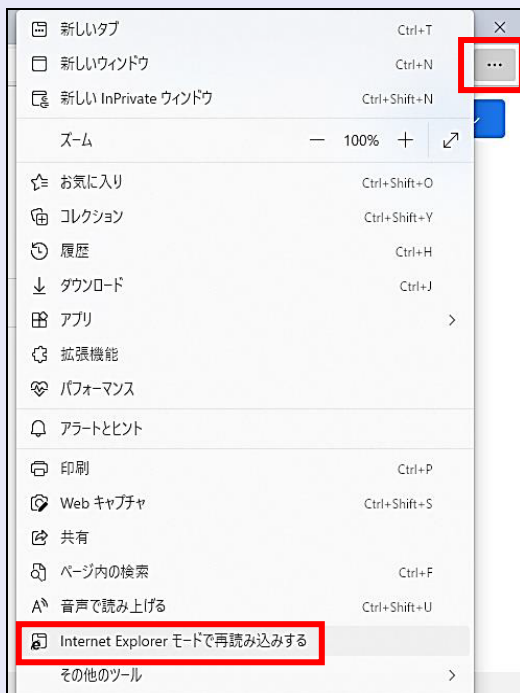 新しいタブ Ctrl+T
新しいウィンドウ Ctrl+N
新しい InPrivate ウィンドウ Ctrl+Shift+N
ズーム — 100% +
お気に入り Ctrl+Shift+O
コレクション Ctrl+Shift+Y
履歴 Ctrl+H
ダウンロード Ctrl+J
アプリ
拡張機能
パフォーマンス
アラートとヒント
印刷 Ctrl+P
Web キャプチャ Ctrl+Shift+S
共有
ページ内の検索 Ctrl+F
音声で読み上げる Ctrl+Shift+U
Internet Explorer モードで再読み込みする
その他のツール